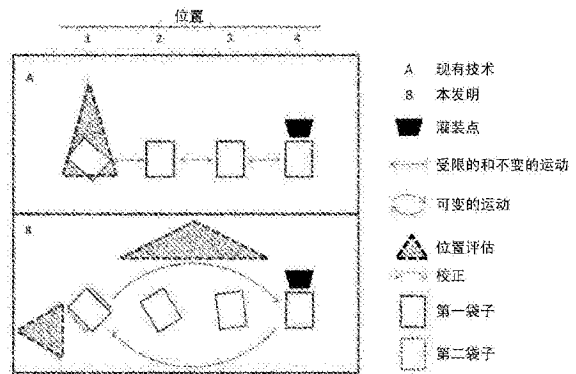 位置
1. 2. 3. 4.
A
A 现有技术
B 本发明
灌装点
受限的和不变的运动
可变的运动
B
位置评估
校正
第一袋子
第二袋子